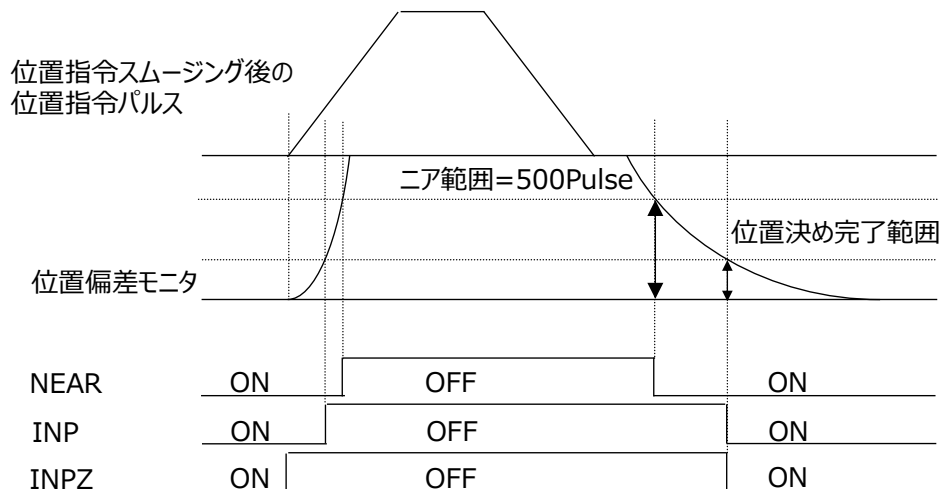 位置指令スムージング後の
位置指令パルス
ニア範囲=500Pulse
位置決め完了範囲
位置偏差モニタ
NEAR ON OFF ON
INP ON OFF ON
INPZ ON OFF ON